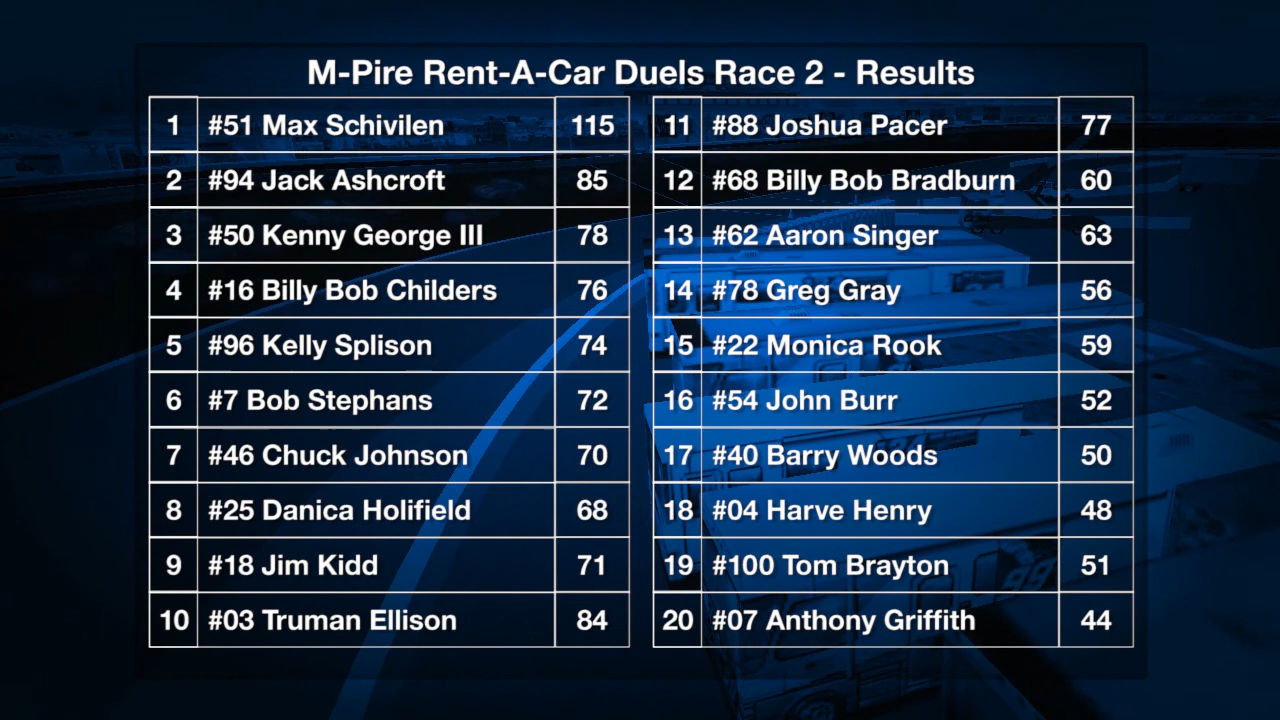 M-Pire Rent-A-Car Duels Race 2 - Results
1 #51 Max Schivilen 115
2 #94 Jack Ashcroft 85
3 #50 Kenny George III 78
4 #16 Billy Bob Childers 76
5 #96 Kelly Splison 74
6 #7 Bob Stephans 72
7 #46 Chuck Johnson 70
8 #25 Danica Holifield 68
9 #18 Jim Kidd 71
10 #03 Truman Ellison 84
11 #88 Joshua Pacer 77
12 #68 Billy Bob Bradburn 60
13 #62 Aaron Singer 63
14 #78 Greg Gray 56
15 #22 Monica Rook 59
16 #54 John Burr 52
17 #40 Barry Woods 50
18 #04 Harve Henry 48
19 #100 Tom Brayton 51
20 #07 Anthony Griffith 44